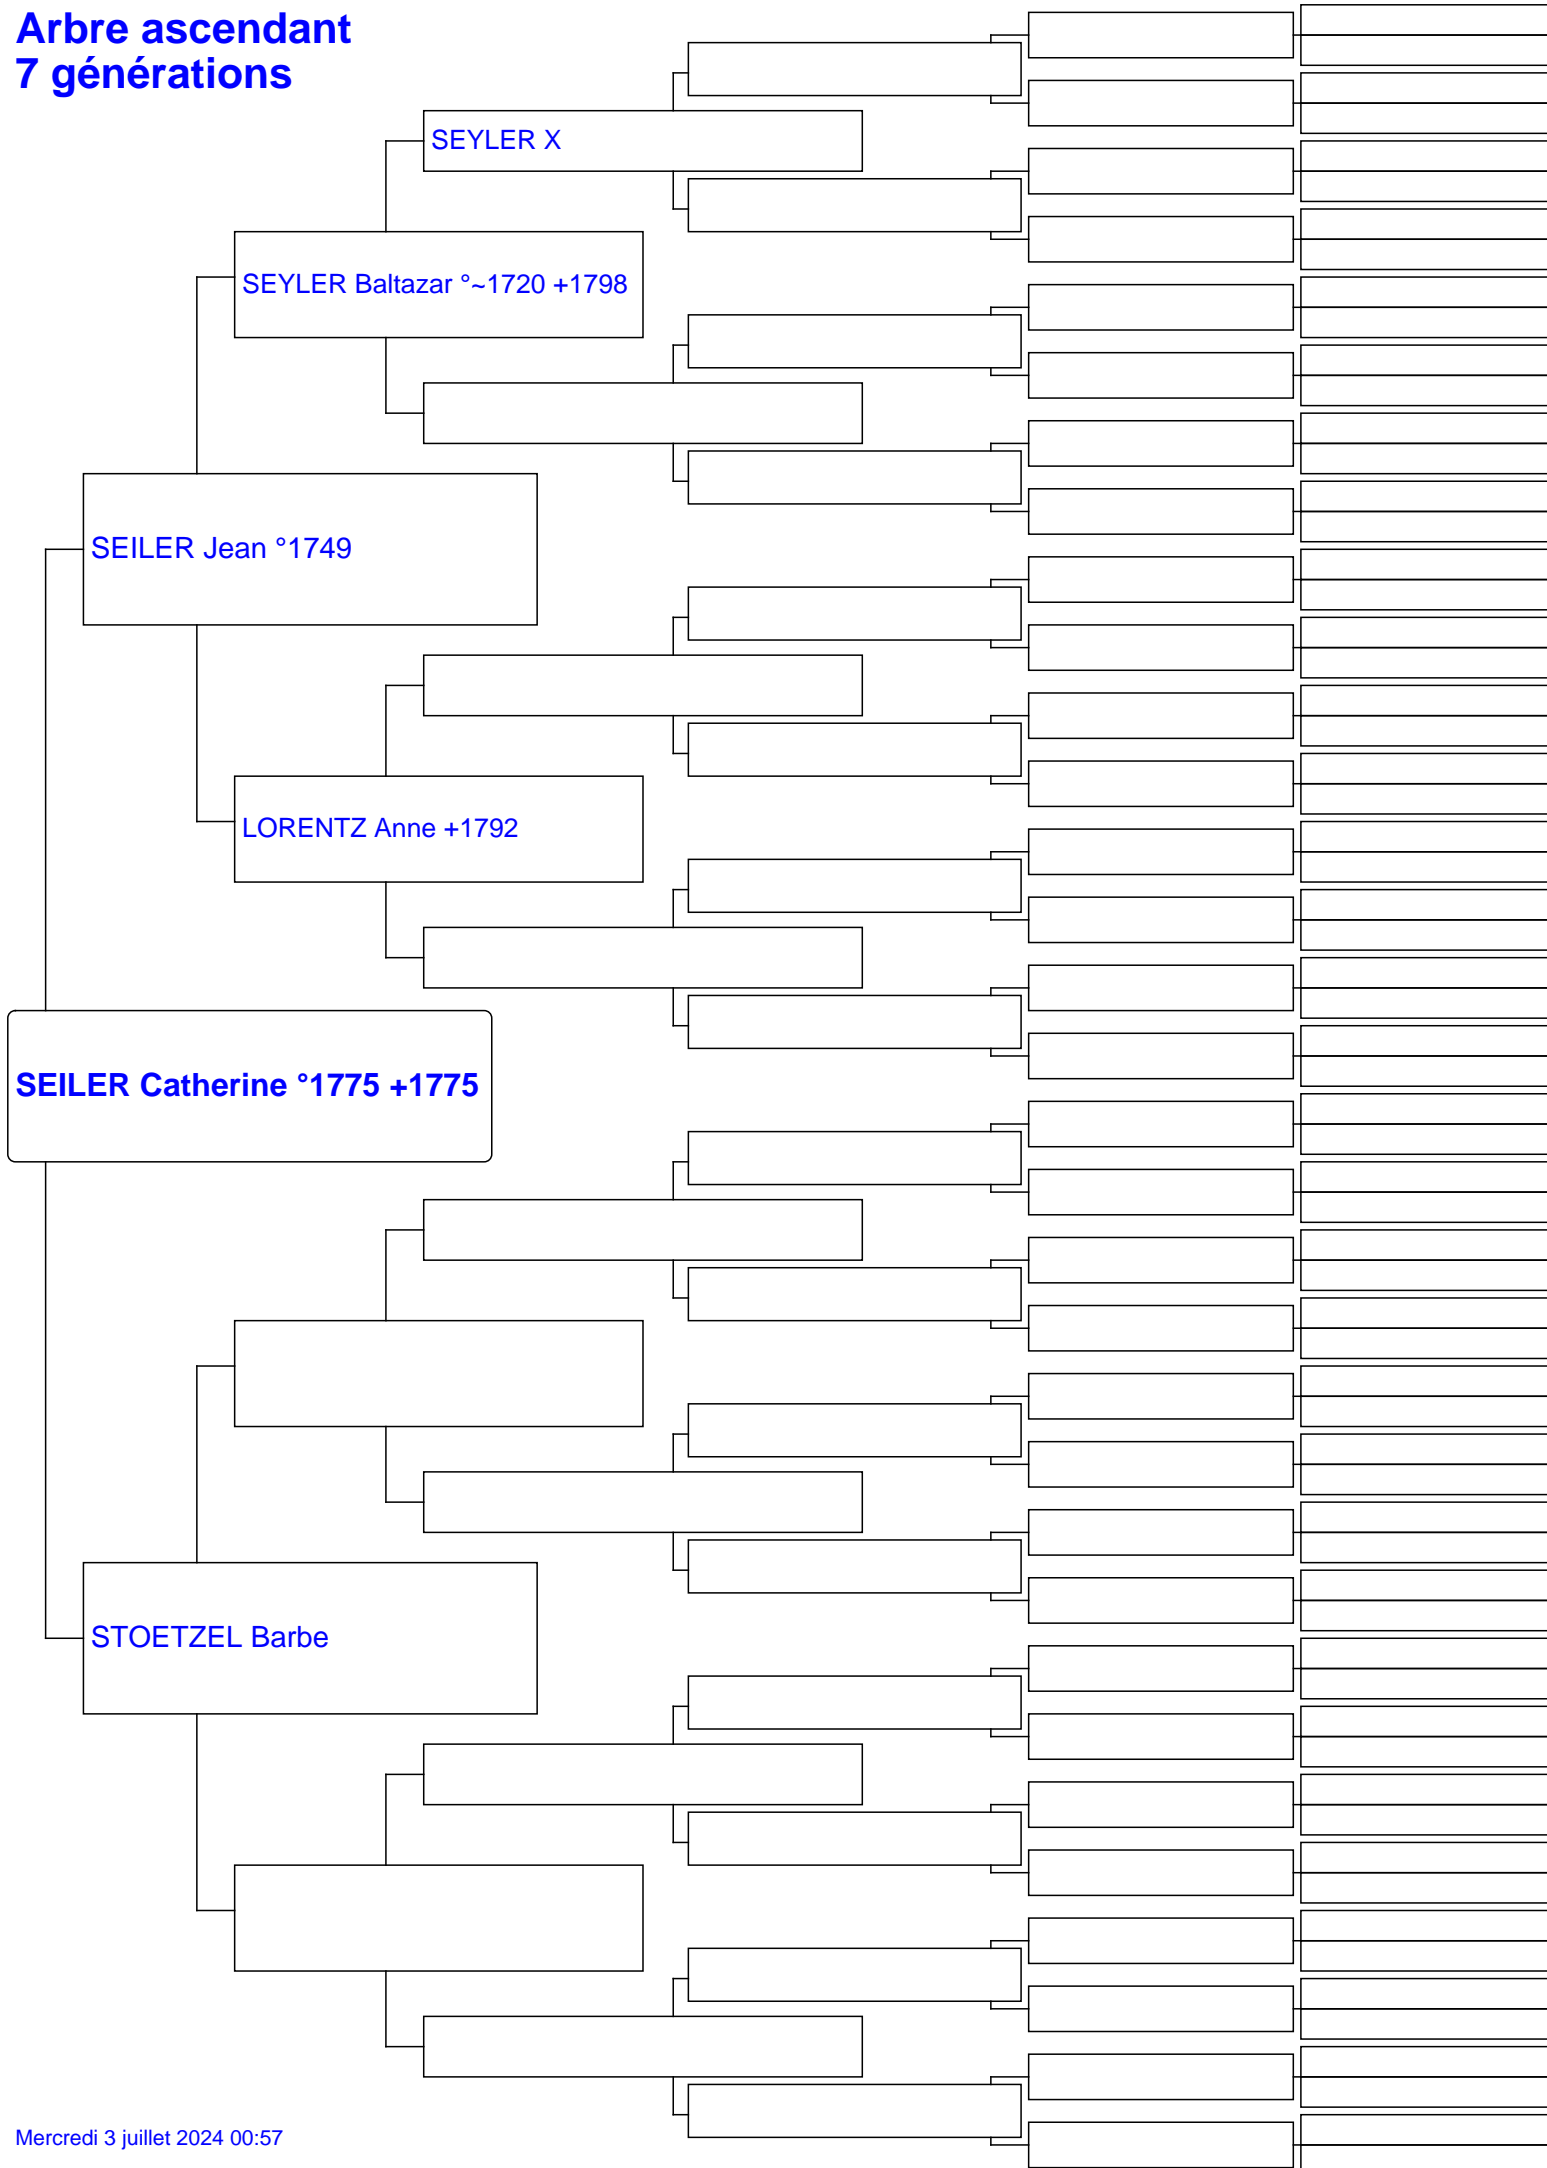 Arbre ascendant
7 générations
SEYLER X
SEYLER Baltazar °~1720 +1798
SEILER Jean °1749
LORENTZ Anne +1792
SEILER Catherine °1775 +1775
STOETZEL Barbe
Mercredi 3 juillet 2024 00:57